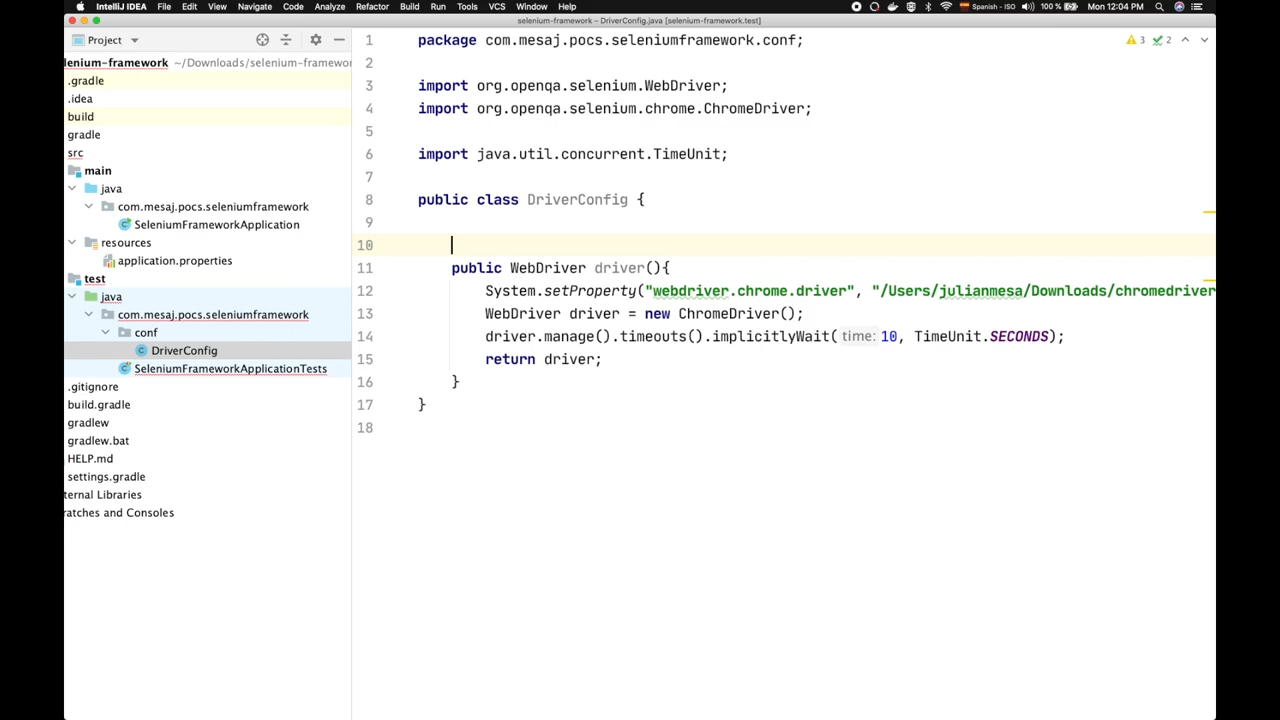 IntelliJ IDEA File Edit View Navigate Code Analyze Refactor Build Run Tools VCS Window Help Spanish - ISO 100 % Mon 12:04 PM
selenium-framework – DriverConfig.java [selenium-framework.test]
Project
elenium-framework ~/Downloads/selenium-framewor
.gradle
.idea
build
gradle
src
main
java
com.mesaj.pocs.seleniumframework
SeleniumFrameworkApplication
resources
application.properties
test
java
com.mesaj.pocs.seleniumframework
conf
DriverConfig
SeleniumFrameworkApplicationTests
.gitignore
build.gradle
gradlew
gradlew.bat
HELP.md
settings.gradle
ternal Libraries
ratches and Consoles
3 2
1 package com.mesaj.pocs.seleniumframework.conf;
2
3 import org.openqa.selenium.WebDriver;
4 import org.openqa.selenium.chrome.ChromeDriver;
5
6 import java.util.concurrent.TimeUnit;
7
8 public class DriverConfig {
9
10
11 public WebDriver driver(){
12 System.setProperty("webdriver.chrome.driver", "/Users/julianmesa/Downloads/chromedriver
13 WebDriver driver = new ChromeDriver();
14 driver.manage().timeouts().implicitlyWait( time: 10, TimeUnit.SECONDS);
15 return driver;
16 }
17 }
18